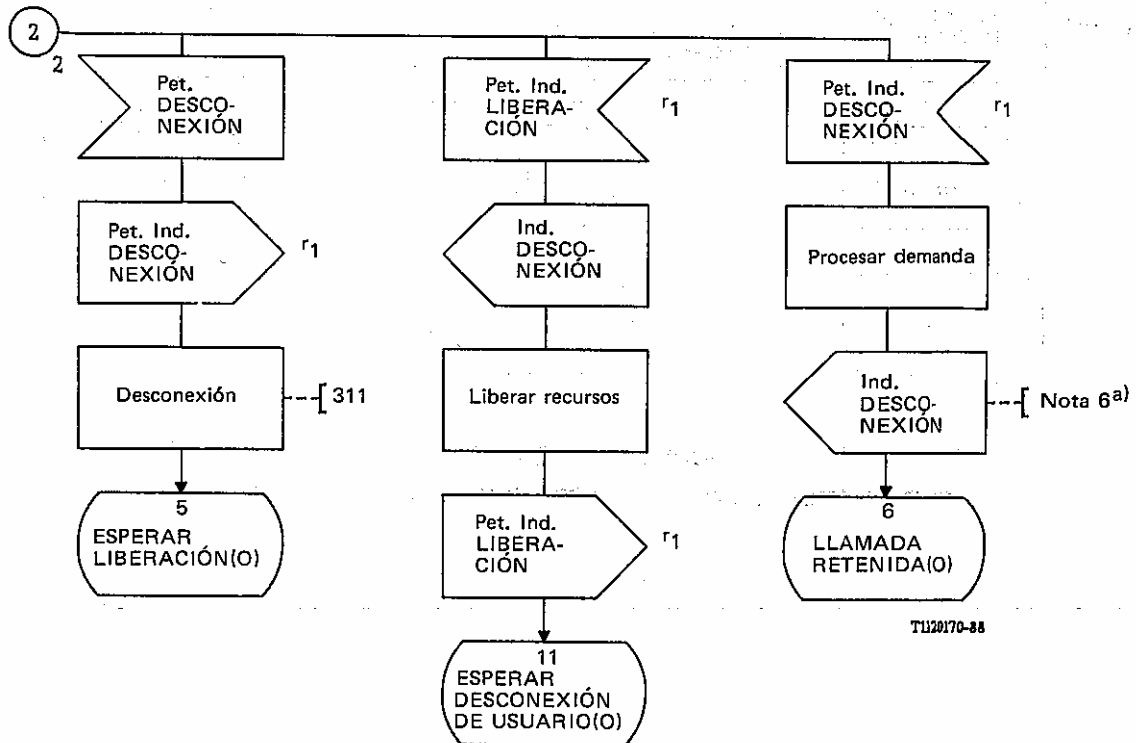 2
2
Pet.
DESCO-
NEXIÓN
Pet. Ind.
DESCO-
NEXIÓN
r1
Desconexión
311
5
ESPERAR
LIBERACIÓN(O)
Pet. Ind.
LIBERA-
CIÓN
r1
Ind.
DESCO-
NEXIÓN
Liberar recursos
Pet. Ind.
LIBERA-
CIÓN
r1
11
ESPERAR
DESCONEXIÓN
DE USUARIO(O)
Pet. Ind.
DESCO-
NEXIÓN
r1
Procesar demanda
Ind.
DESCO-
NEXIÓN
Nota 6a)
6
LLAMADA
RETENIDA(O)
T1120170-88